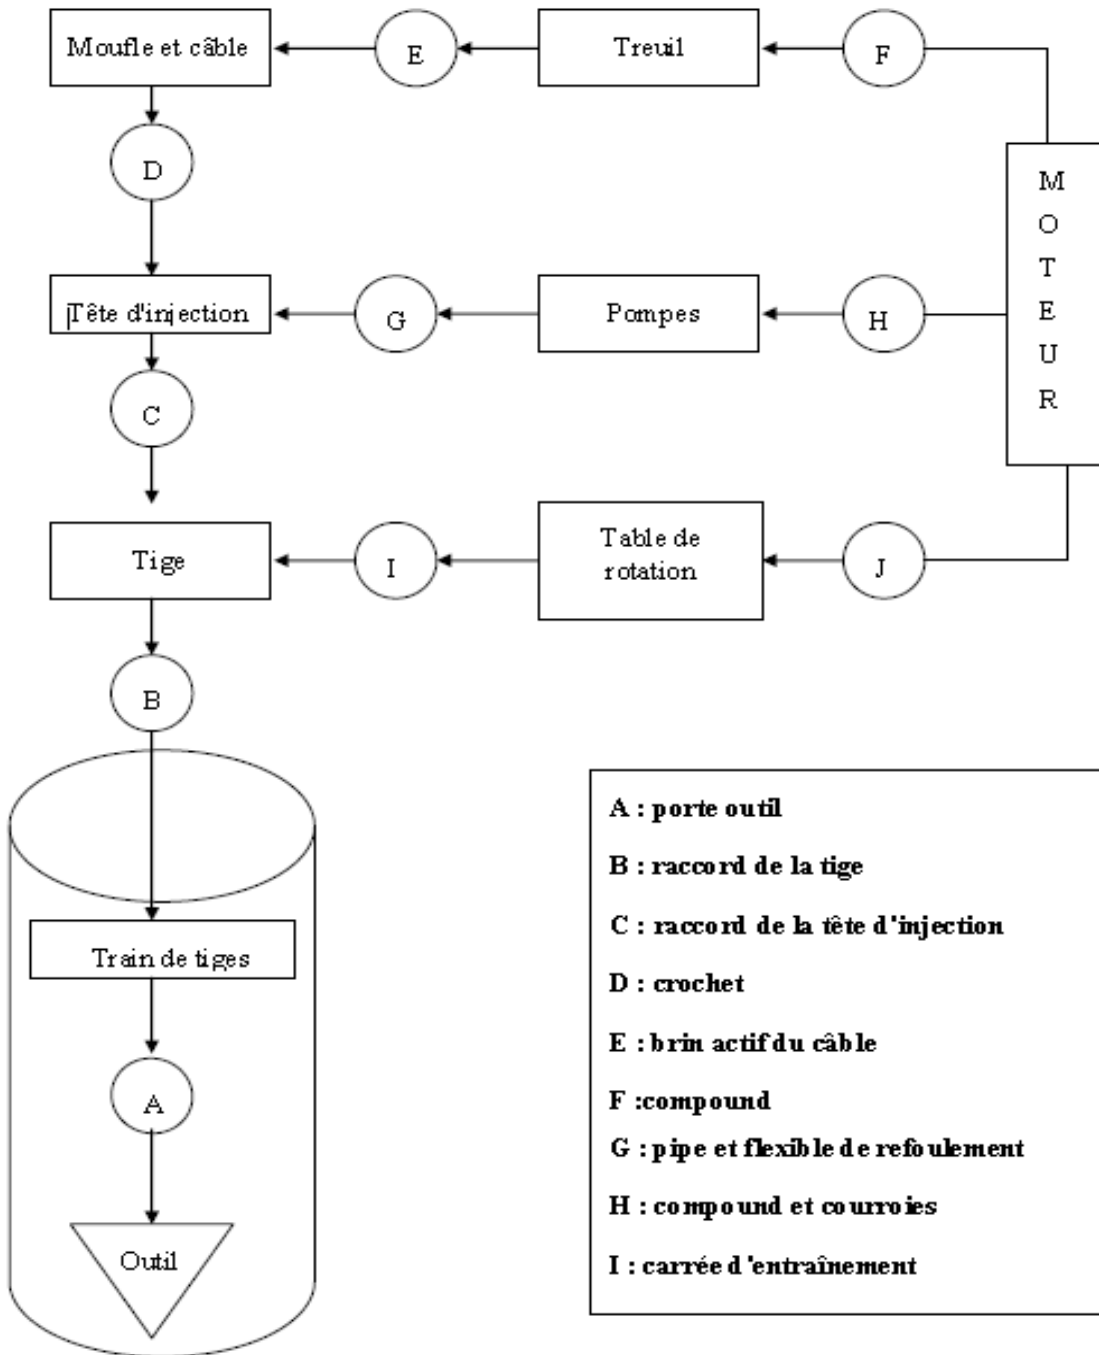 Moufle et câble
E
Treuil
F
D
M
O
T
E
U
R
Tête d'injection
G
Pompes
H
C
Tige
I
Table de
rotation
J
B
Train de tiges
A
Outil
A : porte outil
B : raccord de la tige
C : raccord de la tête d'injection
D : crochet
E : brin actif du câble
F :compound
G : pipe et flexible de refoulement
H : compound et courroies
I : carrée d'entraînement